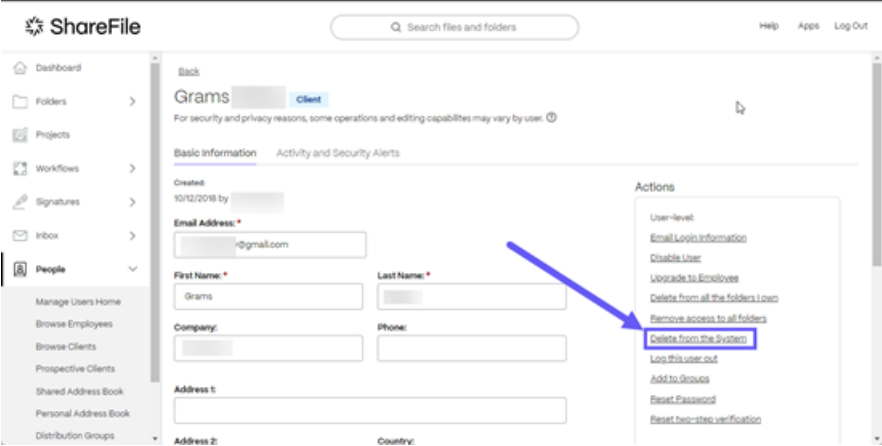 ShareFile
Search files and folders
Help Apps Log Out
Dashboard
Folders
Projects
Workflows
Signatures
Inbox
People
Manage Users Home
Browse Employees
Browse Clients
Prospective Clients
Shared Address Book
Personal Address Book
Distribution Groups
Back
Grams Client
For security and privacy reasons, some operations and editing capabilites may vary by user.
Basic Information Activity and Security Alerts
Created:
10/12/2018 by
Email Address: *
@gmail.com
First Name: * Last Name: *
Grams
Company: Phone:
Address 1:
Address 2: Country:
Actions
User-level:
Email Login Information
Disable User
Upgrade to Employee
Delete from all the folders I own
Remove access to all folders
Delete from the System
Log this user out
Add to Groups
Reset Password
Reset two-step verification